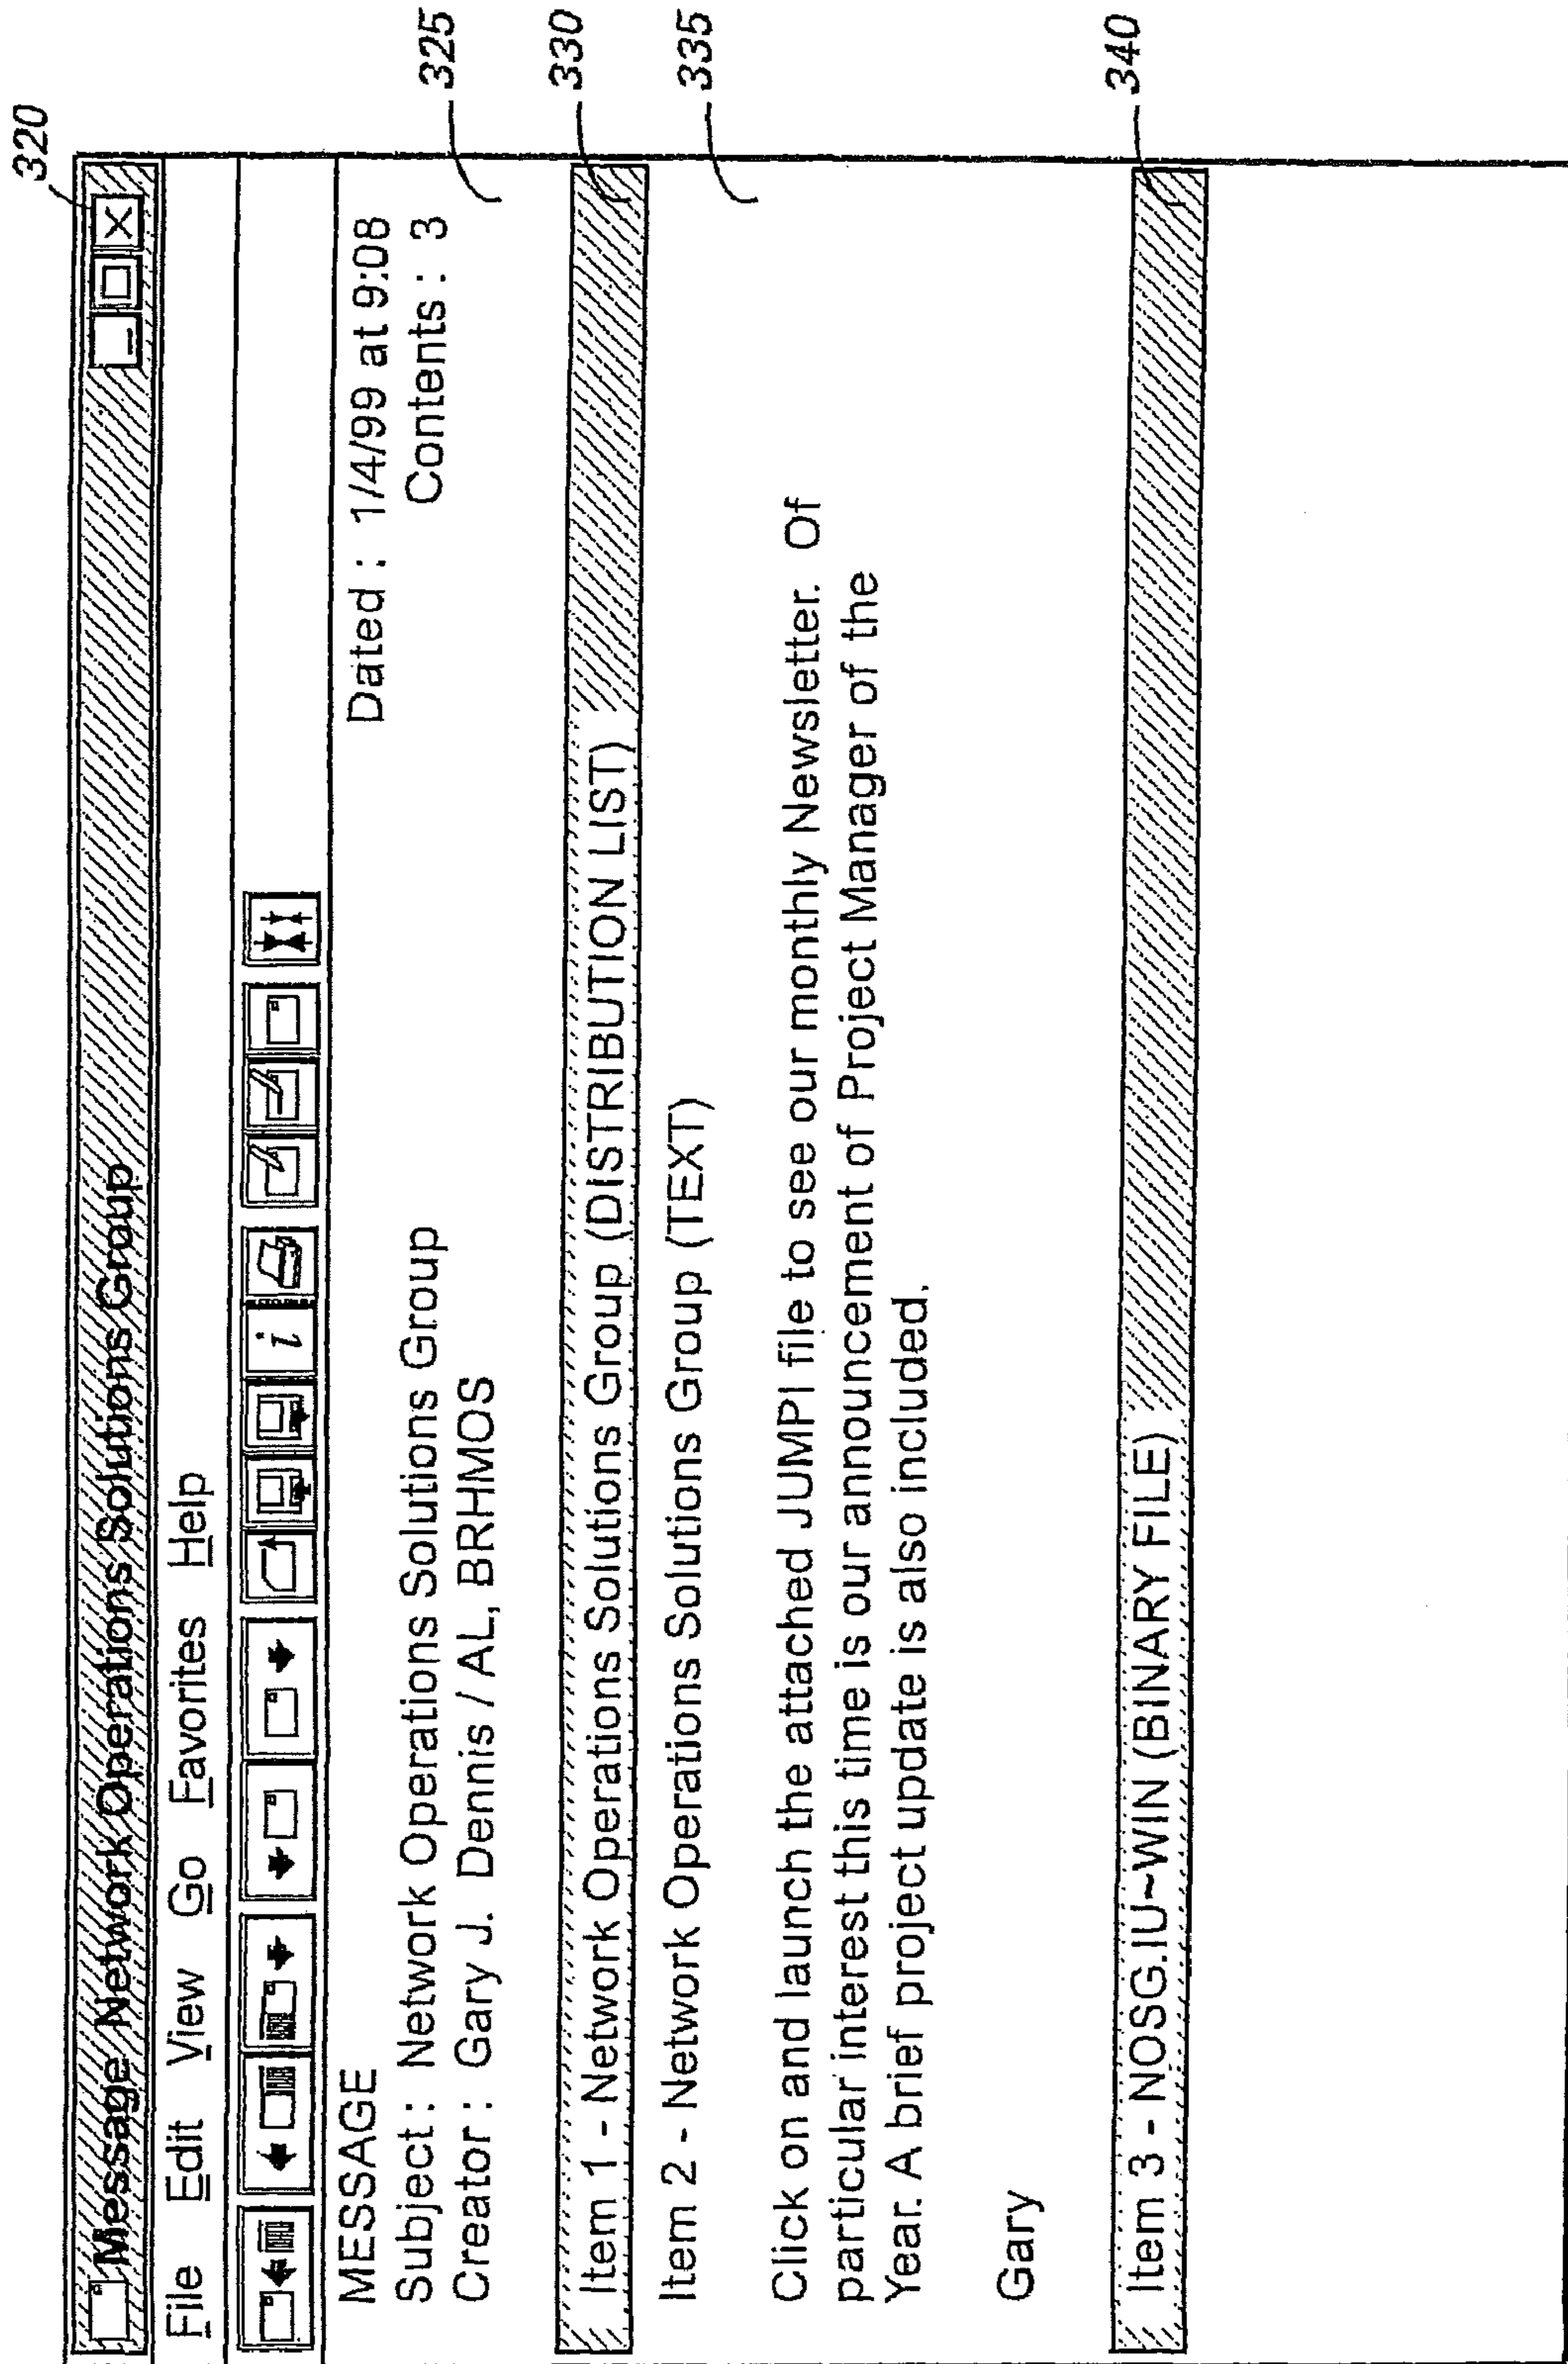 320
Message Network Operations Solutions Group
File Edit View Go Favorites Help
i
MESSAGE
Dated : 1/4/99 at 9:08
Subject : Network Operations Solutions Group
Contents : 3
Creator : Gary J. Dennis / AL, BRHMOS
325
Item 1 - Network Operations Solutions Group (DISTRIBUTION LIST)
330
Item 2 - Network Operations Solutions Group (TEXT)
335
Click on and launch the attached JUMPI file to see our monthly Newsletter. Of
particular interest this time is our announcement of Project Manager of the
Year. A brief project update is also included.
Gary
Item 3 - NOSG.IU~WIN (BINARY FILE)
340